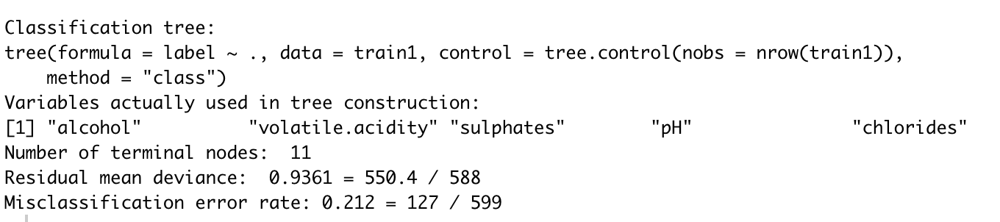 Classification tree:
tree(formula = label ~ ., data = train1, control = tree.control(nobs = nrow(train1)),
    method = "class")
Variables actually used in tree construction:
[1] "alcohol"          "volatile.acidity" "sulphates"        "pH"               "chlorides"
Number of terminal nodes:  11
Residual mean deviance:  0.9361 = 550.4 / 588
Misclassification error rate: 0.212 = 127 / 599